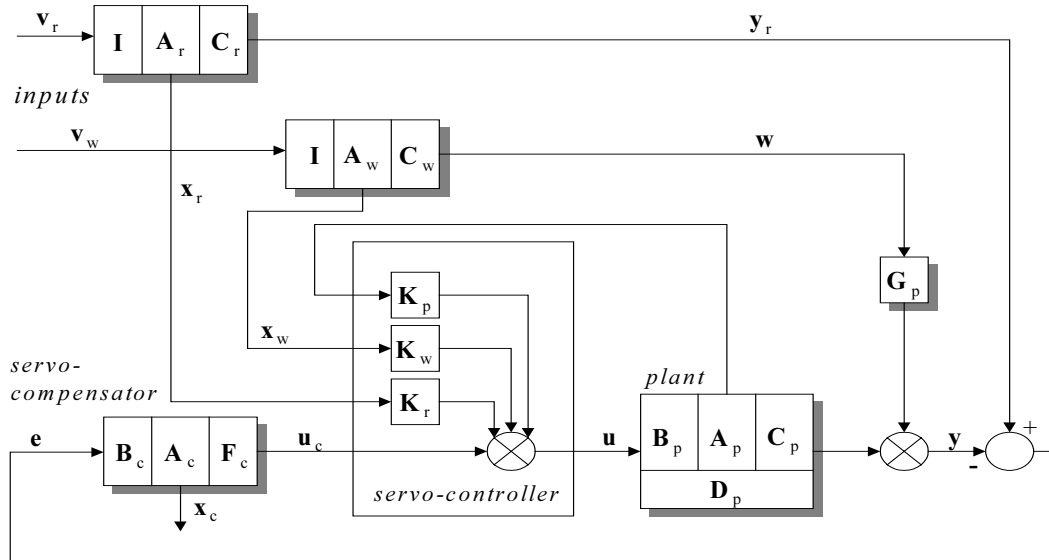 v_r
y_r
I A_r C_r
inputs
v_w
w
I A_w C_w
x_r
G_p
K_p
x_w
K_w
servo-
compensator
plant
K_r
B_c A_c F_c
e
u_c
u
B_p A_p C_p
y
+
-
D_p
servo-controller
x_c